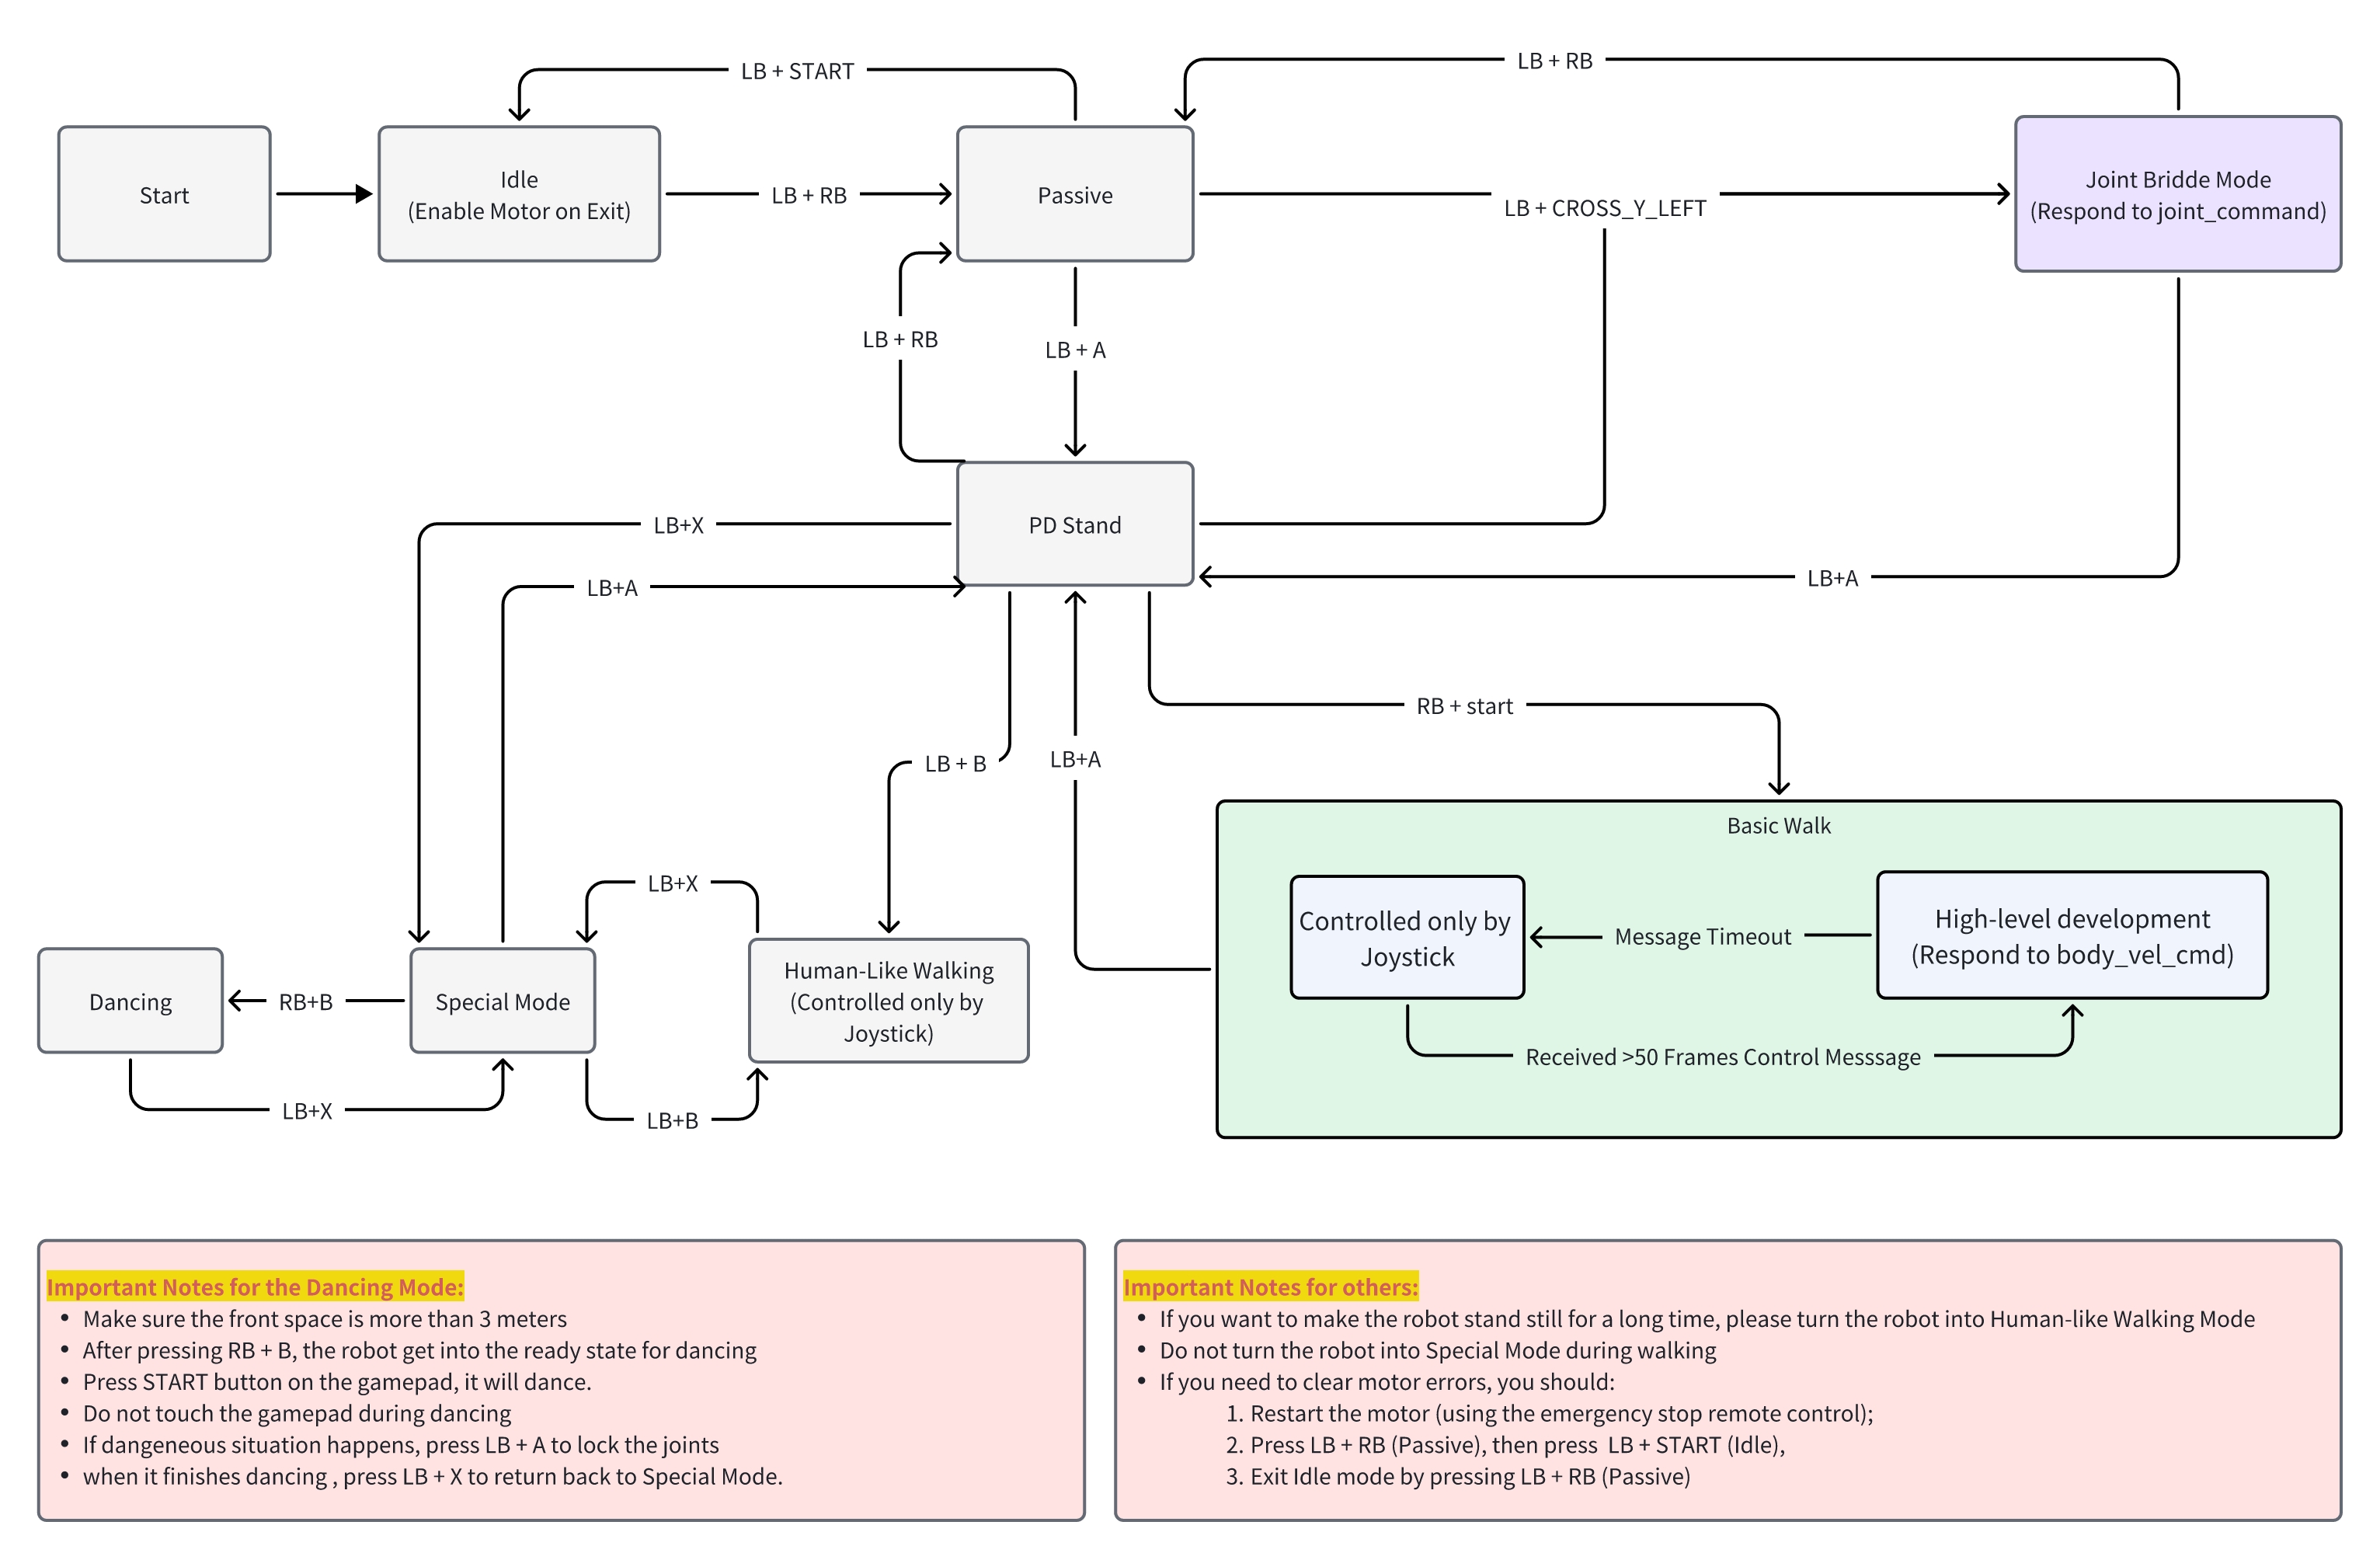 LB + START
LB + RB
Start
Idle
(Enable Motor on Exit)
LB + RB
Passive
LB + CROSS_Y_LEFT
Joint Bridde Mode
(Respond to joint_command)
LB + RB
LB + A
LB+X
PD Stand
LB+A
LB+A
RB + start
LB + B
LB+A
Basic Walk
LB+X
Controlled only by
Joystick
Message Timeout
High-level development
(Respond to body_vel_cmd)
Dancing
RB+B
Special Mode
Human-Like Walking
(Controlled only by
Joystick)
Received >50 Frames Control Messsage
LB+X
LB+B
Important Notes for the Dancing Mode:
• Make sure the front space is more than 3 meters
• After pressing RB + B, the robot get into the ready state for dancing
• Press START button on the gamepad, it will dance.
• Do not touch the gamepad during dancing
• If dangeneous situation happens, press LB + A to lock the joints
• when it finishes dancing , press LB + X to return back to Special Mode.
Important Notes for others:
• If you want to make the robot stand still for a long time, please turn the robot into Human-like Walking Mode
• Do not turn the robot into Special Mode during walking
• If you need to clear motor errors, you should:
1. Restart the motor (using the emergency stop remote control);
2. Press LB + RB (Passive), then press LB + START (Idle),
3. Exit Idle mode by pressing LB + RB (Passive)